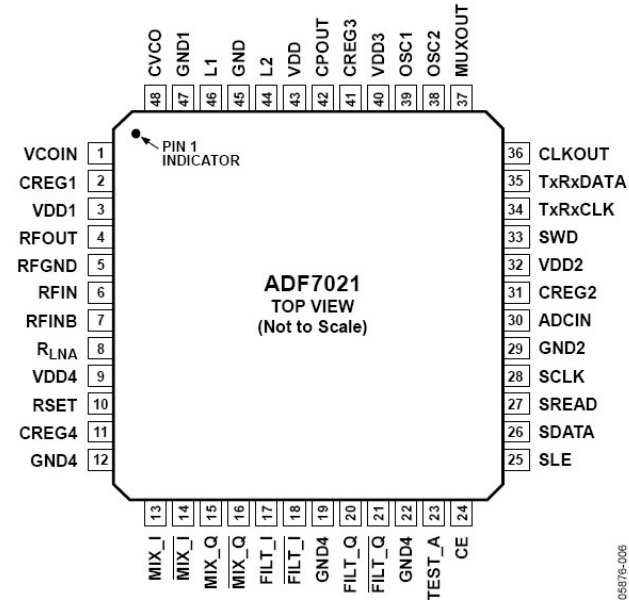 48 CVCO
47 GND1
46 L1
45 GND
44 L2
43 VDD
42 CPOUT
41 CREG3
40 VDD3
39 OSC1
38 OSC2
37 MUXOUT
PIN 1
INDICATOR
VCOIN 1
CREG1 2
VDD1 3
RFOUT 4
RFGND 5
RFIN 6
RFINB 7
RLNA 8
VDD4 9
RSET 10
CREG4 11
GND4 12
ADF7021
TOP VIEW
(Not to Scale)
36 CLKOUT
35 TxRxDATA
34 TxRxCLK
33 SWD
32 VDD2
31 CREG2
30 ADCIN
29 GND2
28 SCLK
27 SREAD
26 SDATA
25 SLE
MIX_I 13
M̅I̅X̅_̅I̅ 14
MIX_Q 15
M̅I̅X̅_̅Q̅ 16
FILT_I 17
F̅I̅L̅T̅_̅I̅ 18
GND4 19
FILT_Q 20
F̅I̅L̅T̅_̅Q̅ 21
GND4 22
TEST_A 23
CE 24
05876-006